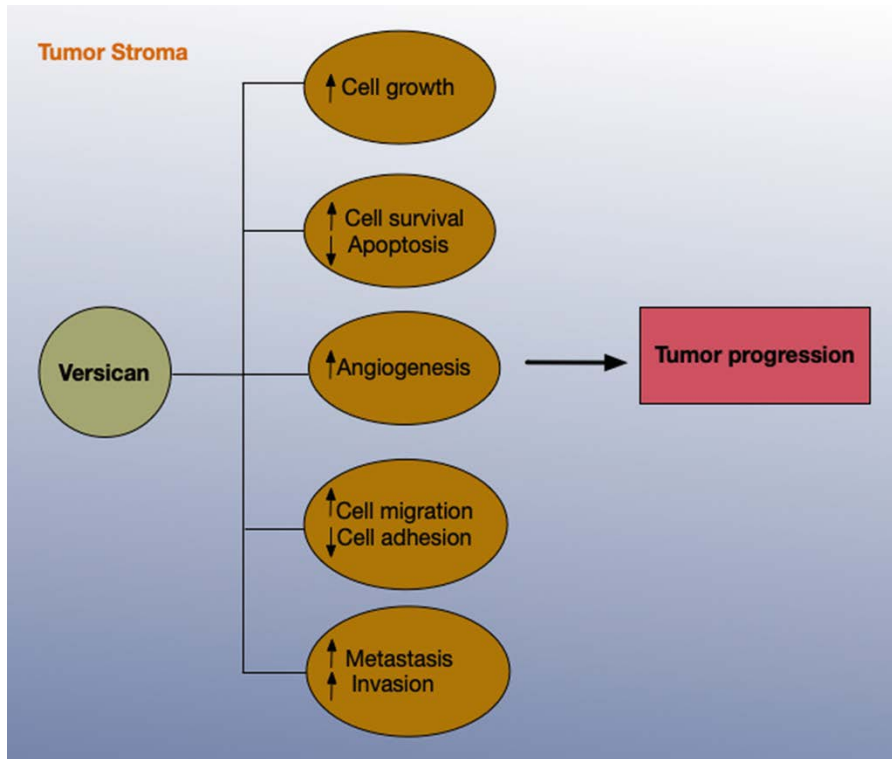 Tumor Stroma
↑ Cell growth
↑ Cell survival
↓ Apoptosis
Versican
↑ Angiogenesis
Tumor progression
↑ Cell migration
↓ Cell adhesion
↑ Metastasis
↑ Invasion